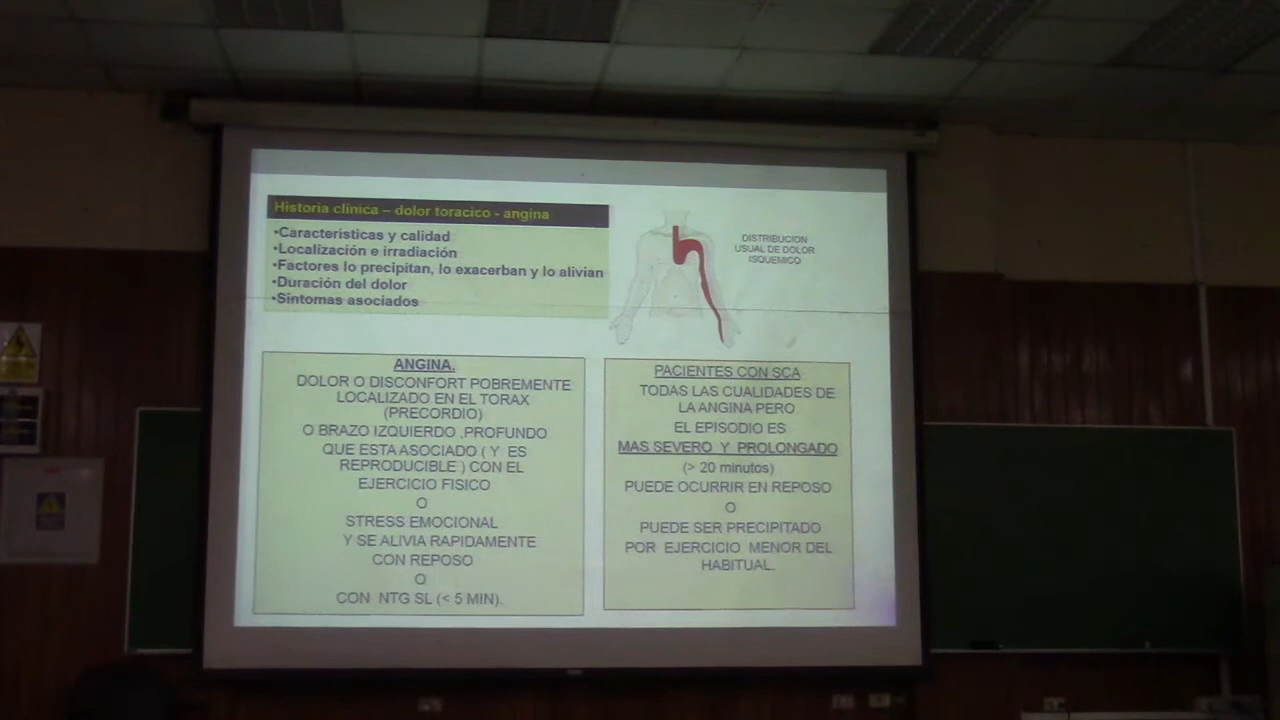 Historia clínica – dolor toracico - angina
•Características y calidad
•Localización e irradiación
•Factores lo precipitan, lo exacerban y lo alivian
•Duración del dolor
•Síntomas asociados
DISTRIBUCION
USUAL DE DOLOR
ISQUEMICO
ANGINA.
DOLOR O DISCONFORT POBREMENTE
LOCALIZADO EN EL TORAX
(PRECORDIO)
O BRAZO IZQUIERDO ,PROFUNDO
QUE ESTA ASOCIADO ( Y ES
REPRODUCIBLE ) CON EL
EJERCICIO FISICO
O
STRESS EMOCIONAL
Y SE ALIVIA RAPIDAMENTE
CON REPOSO
O
CON NTG SL (< 5 MIN).
PACIENTES CON SCA
TODAS LAS CUALIDADES DE
LA ANGINA PERO
EL EPISODIO ES
MAS SEVERO Y PROLONGADO
(> 20 minutos)
PUEDE OCURRIR EN REPOSO
O
PUEDE SER PRECIPITADO
POR EJERCICIO MENOR DEL
HABITUAL.